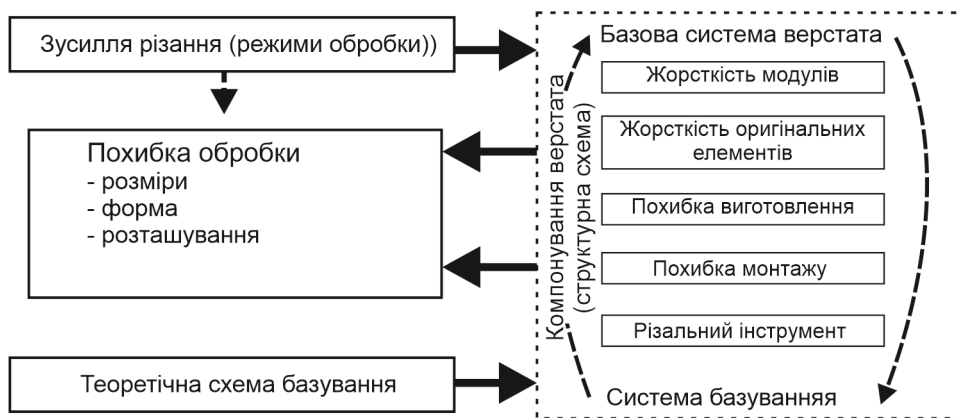 Зусилля різання (режими обробки))
Похибка обробки
- розміри
- форма
- розташування
Теоретічна схема базування
Компонування верстата
(структурна схема)
Базова система верстата
Жорсткість модулів
Жорсткість оригінальних
елементів
Похибка виготовлення
Похибка монтажу
Різальний інструмент
Система базуванняя